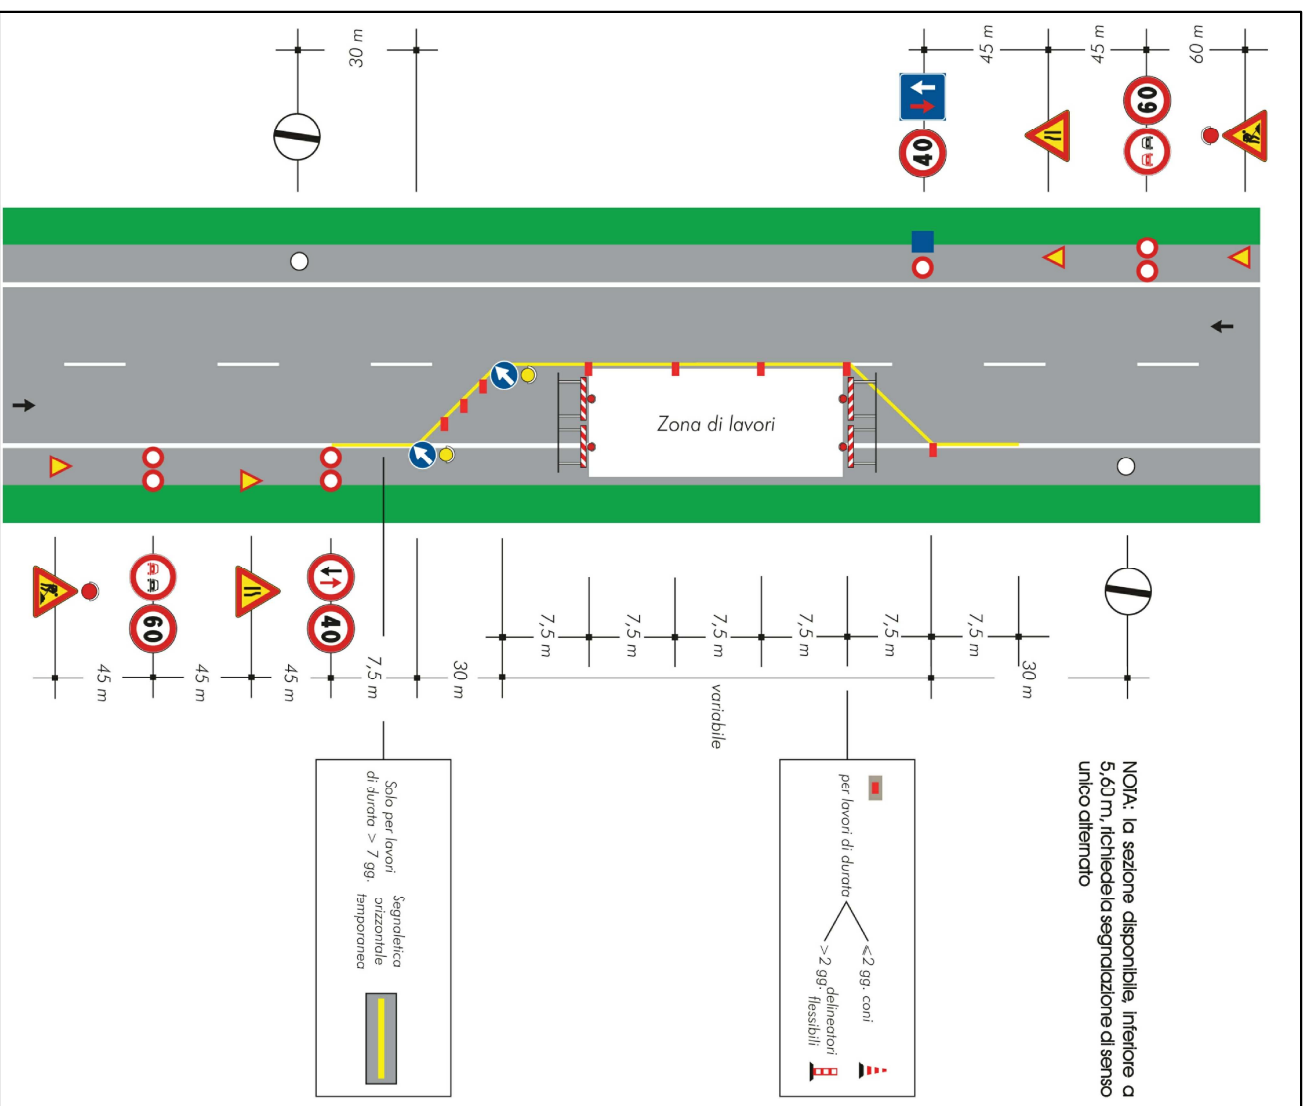 30 m
45 m
45 m
60 m
40
60
Zona di lavori
60
40
45 m
45 m
45 m
7,5 m
30 m
7,5 m
7,5 m
7,5 m
7,5 m
7,5 m
7,5 m
30 m
variabile
Solo per lavori
di durata > 7 gg.
Segnaletica
orizzontale
temporanea
per lavori di durata
⩽2 gg. coni
>2 gg. delineatori
flessibili
NOTA: la sezione disponibile, inferiore a
5,60 m, richiede la segnalazione di senso
unico alternato